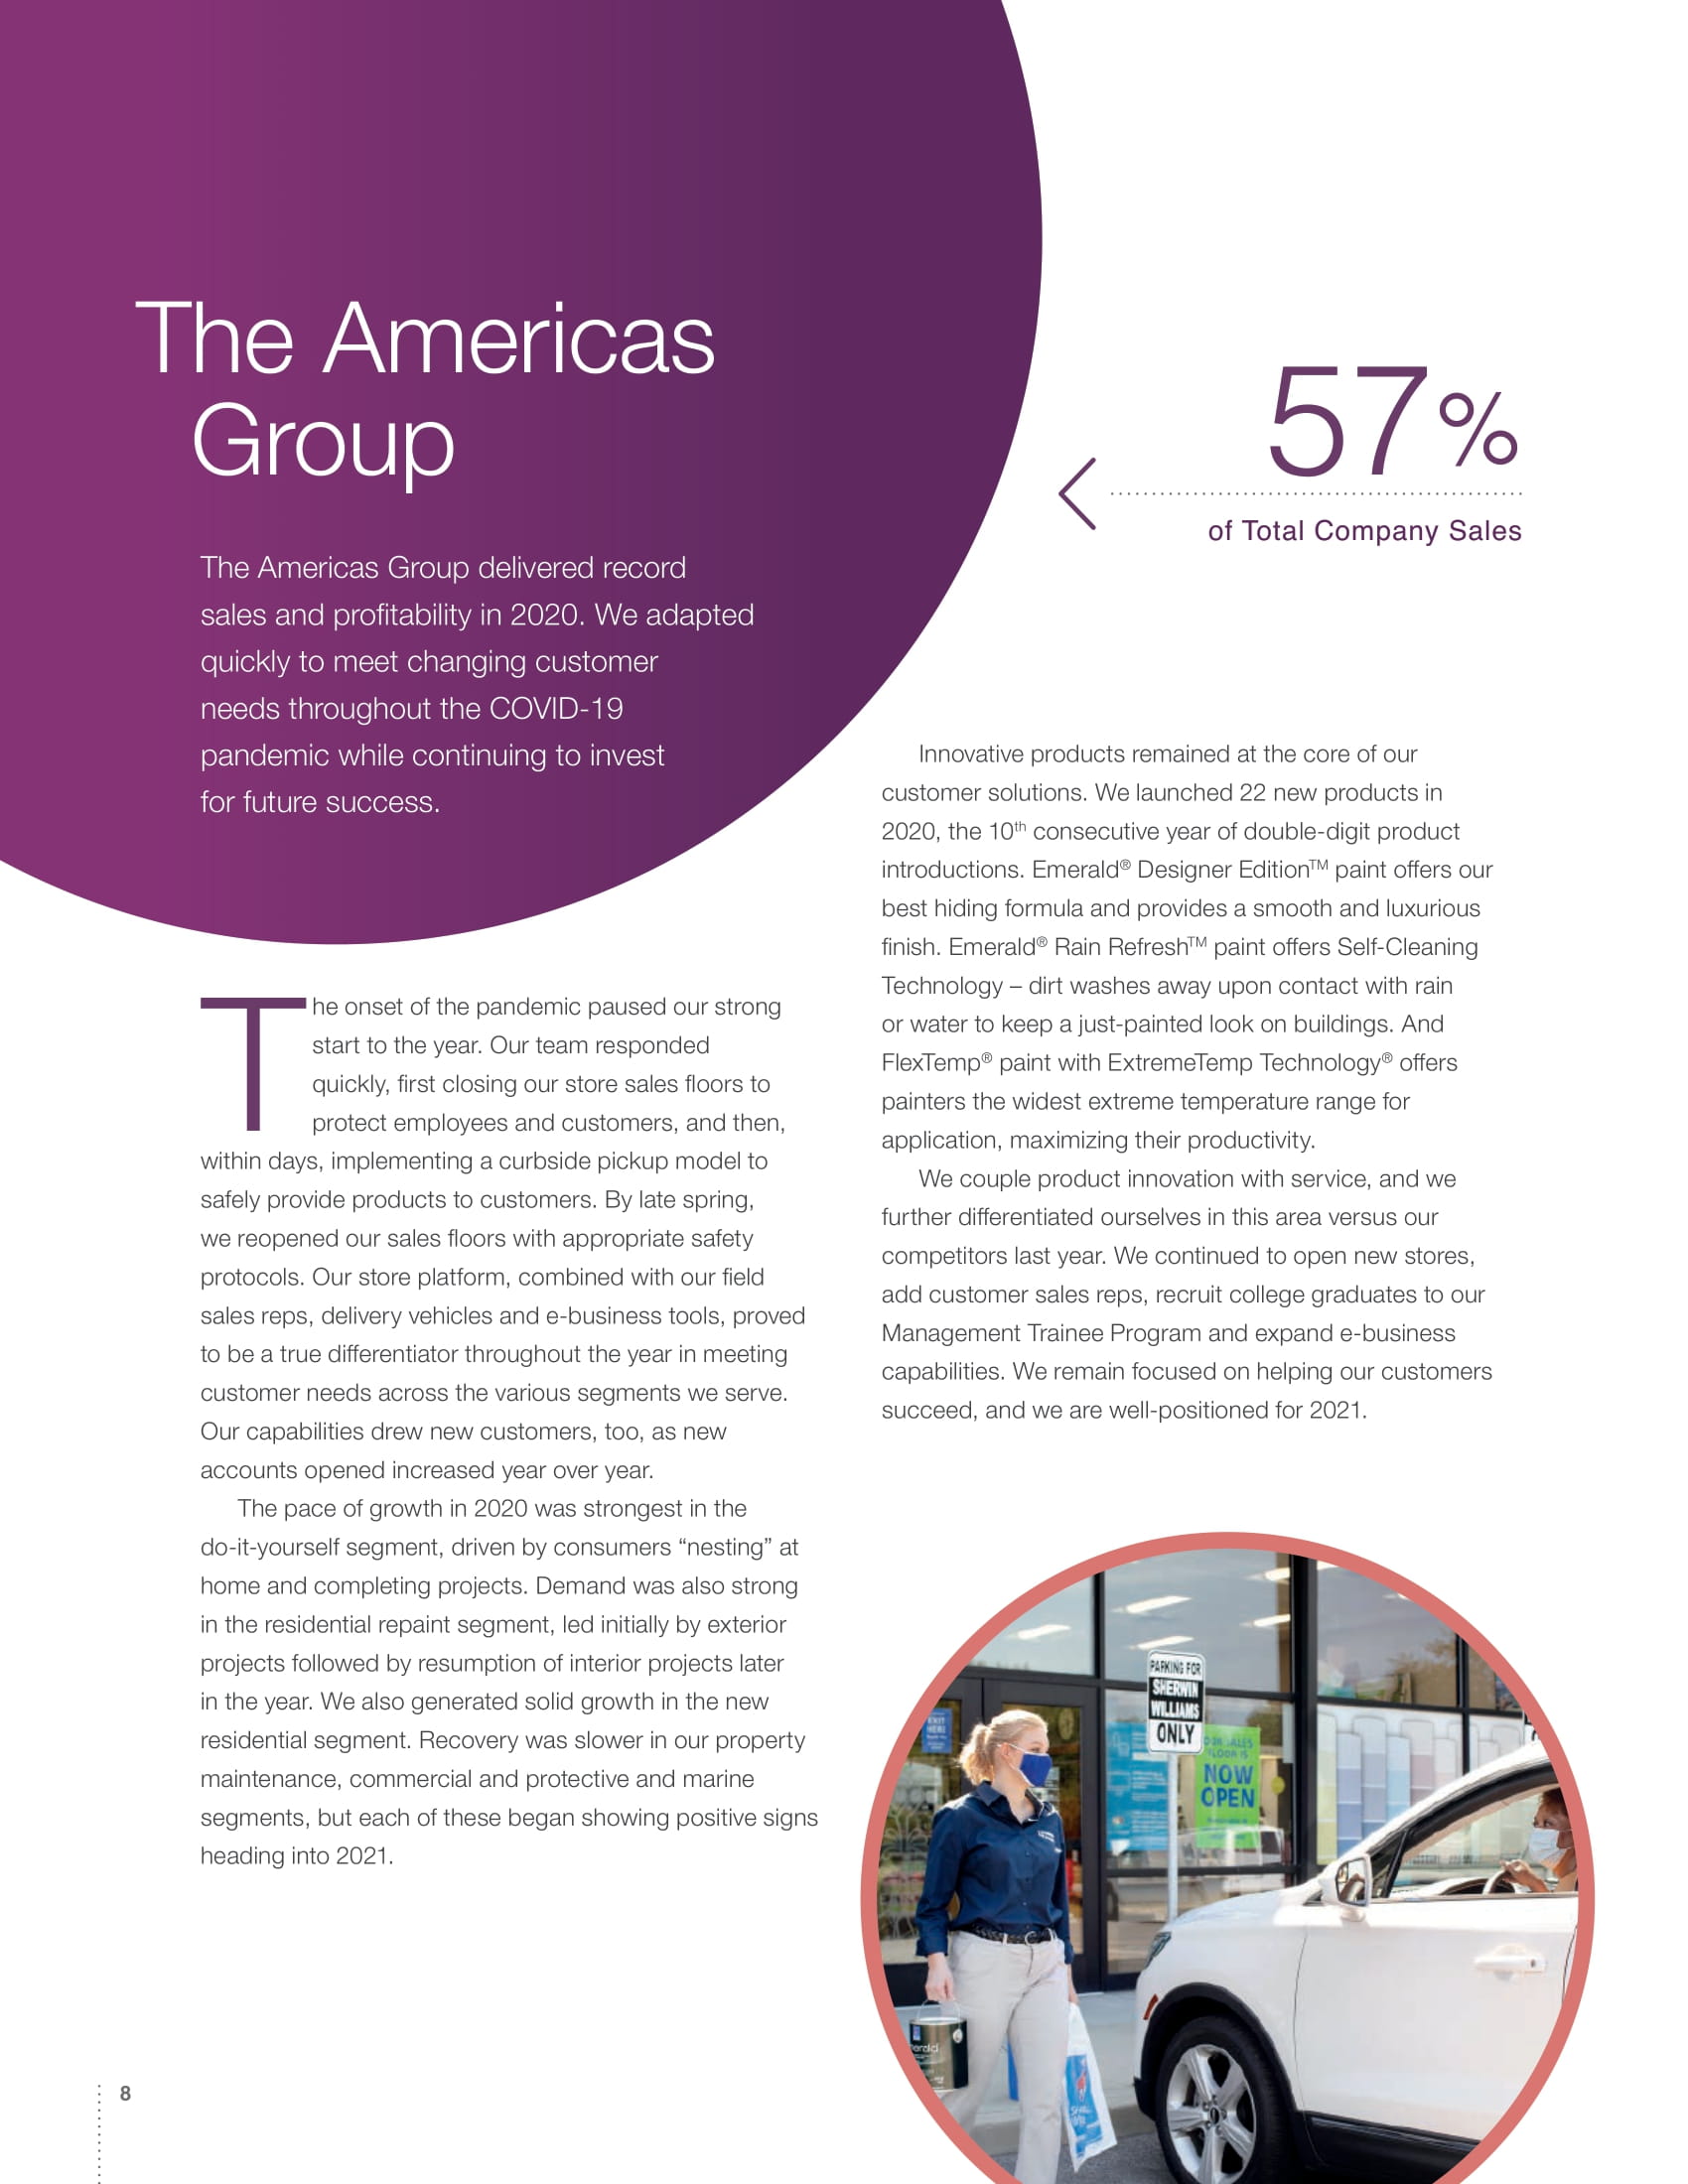 The Americas
Group
The Americas Group delivered record
sales and profitability in 2020. We adapted
quickly to meet changing customer
needs throughout the COVID-19
pandemic while continuing to invest
for future success.
57%
of Total Company Sales
The onset of the pandemic paused our strong
start to the year. Our team responded
quickly, first closing our store sales floors to
protect employees and customers, and then,
within days, implementing a curbside pickup model to
safely provide products to customers. By late spring,
we reopened our sales floors with appropriate safety
protocols. Our store platform, combined with our field
sales reps, delivery vehicles and e-business tools, proved
to be a true differentiator throughout the year in meeting
customer needs across the various segments we serve.
Our capabilities drew new customers, too, as new
accounts opened increased year over year.
The pace of growth in 2020 was strongest in the
do-it-yourself segment, driven by consumers “nesting” at
home and completing projects. Demand was also strong
in the residential repaint segment, led initially by exterior
projects followed by resumption of interior projects later
in the year. We also generated solid growth in the new
residential segment. Recovery was slower in our property
maintenance, commercial and protective and marine
segments, but each of these began showing positive signs
heading into 2021.
Innovative products remained at the core of our
customer solutions. We launched 22 new products in
2020, the 10th consecutive year of double-digit product
introductions. Emerald® Designer Edition™ paint offers our
best hiding formula and provides a smooth and luxurious
finish. Emerald® Rain Refresh™ paint offers Self-Cleaning
Technology – dirt washes away upon contact with rain
or water to keep a just-painted look on buildings. And
FlexTemp® paint with ExtremeTemp Technology® offers
painters the widest extreme temperature range for
application, maximizing their productivity.
We couple product innovation with service, and we
further differentiated ourselves in this area versus our
competitors last year. We continued to open new stores,
add customer sales reps, recruit college graduates to our
Management Trainee Program and expand e-business
capabilities. We remain focused on helping our customers
succeed, and we are well-positioned for 2021.
PARKING FOR
SHERWIN
WILLIAMS
ONLY
EXIT
HERE
SALES
FLOOR IS
NOW
OPEN
8